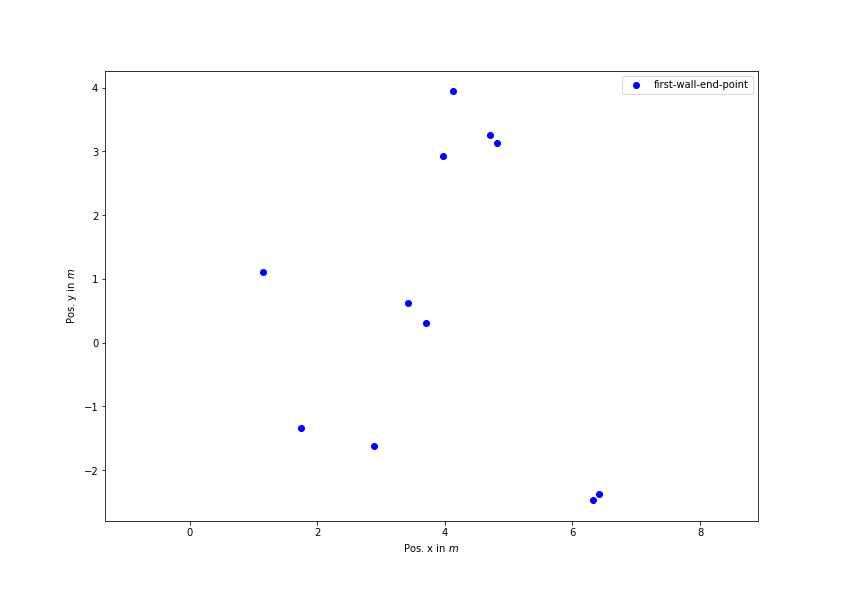 first-wall-end-point
4
3
2
1
0
−1
−2
Pos. y in m
0 2 4 6 8
Pos. x in m